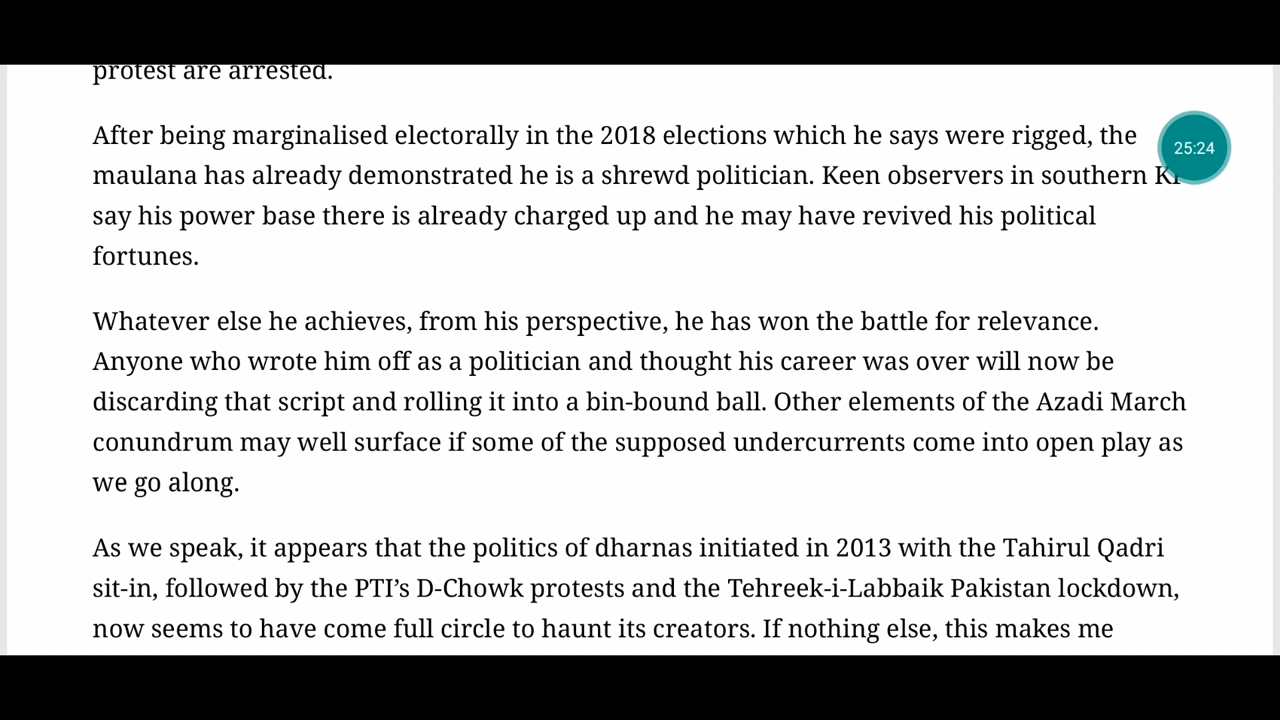 protest are arrested.
After being marginalised electorally in the 2018 elections which he says were rigged, the
25:24
maulana has already demonstrated he is a shrewd politician. Keen observers in southern
say his power base there is already charged up and he may have revived his political
fortunes.
Whatever else he achieves, from his perspective, he has won the battle for relevance.
Anyone who wrote him off as a politician and thought his career was over will now be
discarding that script and rolling it into a bin-bound ball. Other elements of the Azadi March
conundrum may well surface if some of the supposed undercurrents come into open play as
we go along.
As we speak, it appears that the politics of dharnas initiated in 2013 with the Tahirul Qadri
sit-in, followed by the PTI’s D-Chowk protests and the Tehreek-i-Labbaik Pakistan lockdown,
now seems to have come full circle to haunt its creators. If nothing else, this makes me